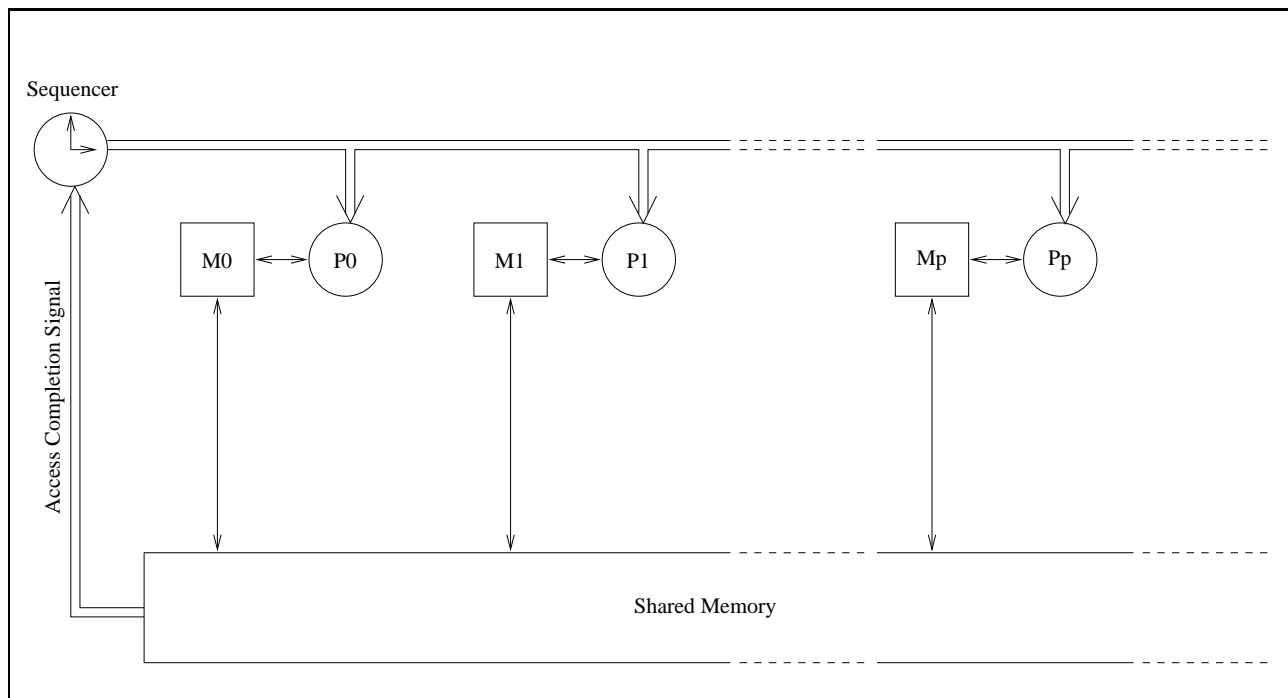 Sequencer
M0
P0
M1
P1
Mp
Pp
Access Completion Signal
Shared Memory